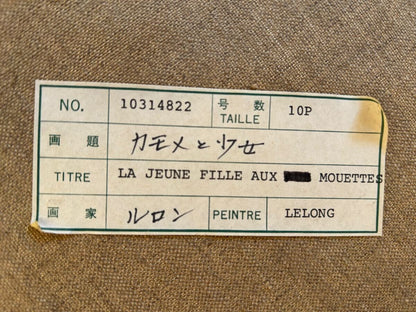 NO. 10314822 号数 TAILLE 10P
画題 カモメと少女
TITRE LA JEUNE FILLE AUX MOUETTES
画家 ルロン PEINTRE LELONG